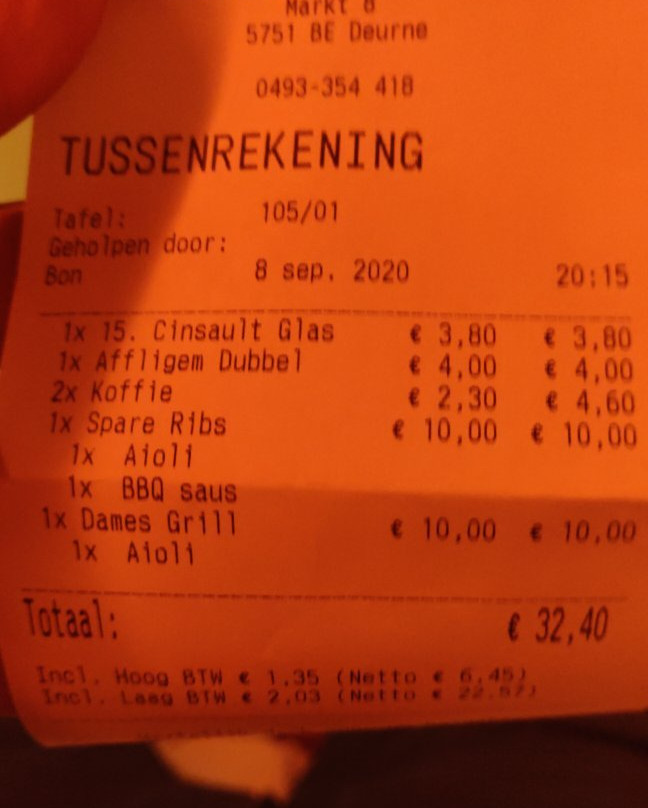 Markt 8
5751 BE Deurne
0493-354 418
TUSSENREKENING
Tafel: 105/01
Geholpen door:
Bon 8 sep. 2020 20:15
1x 15. Cinsault Glas € 3,80 € 3,80
1x Affligem Dubbel € 4,00 € 4,00
2x Koffie € 2,30 € 4,60
1x Spare Ribs € 10,00 € 10,00
1x Aioli
1x BBQ saus
1x Dames Grill € 10,00 € 10,00
1x Aioli
Totaal: € 32,40
Incl. Hoog BTW € 1,35 (Netto € 6,45)
Incl. Laag BTW € 2,03 (Netto € 22,57)